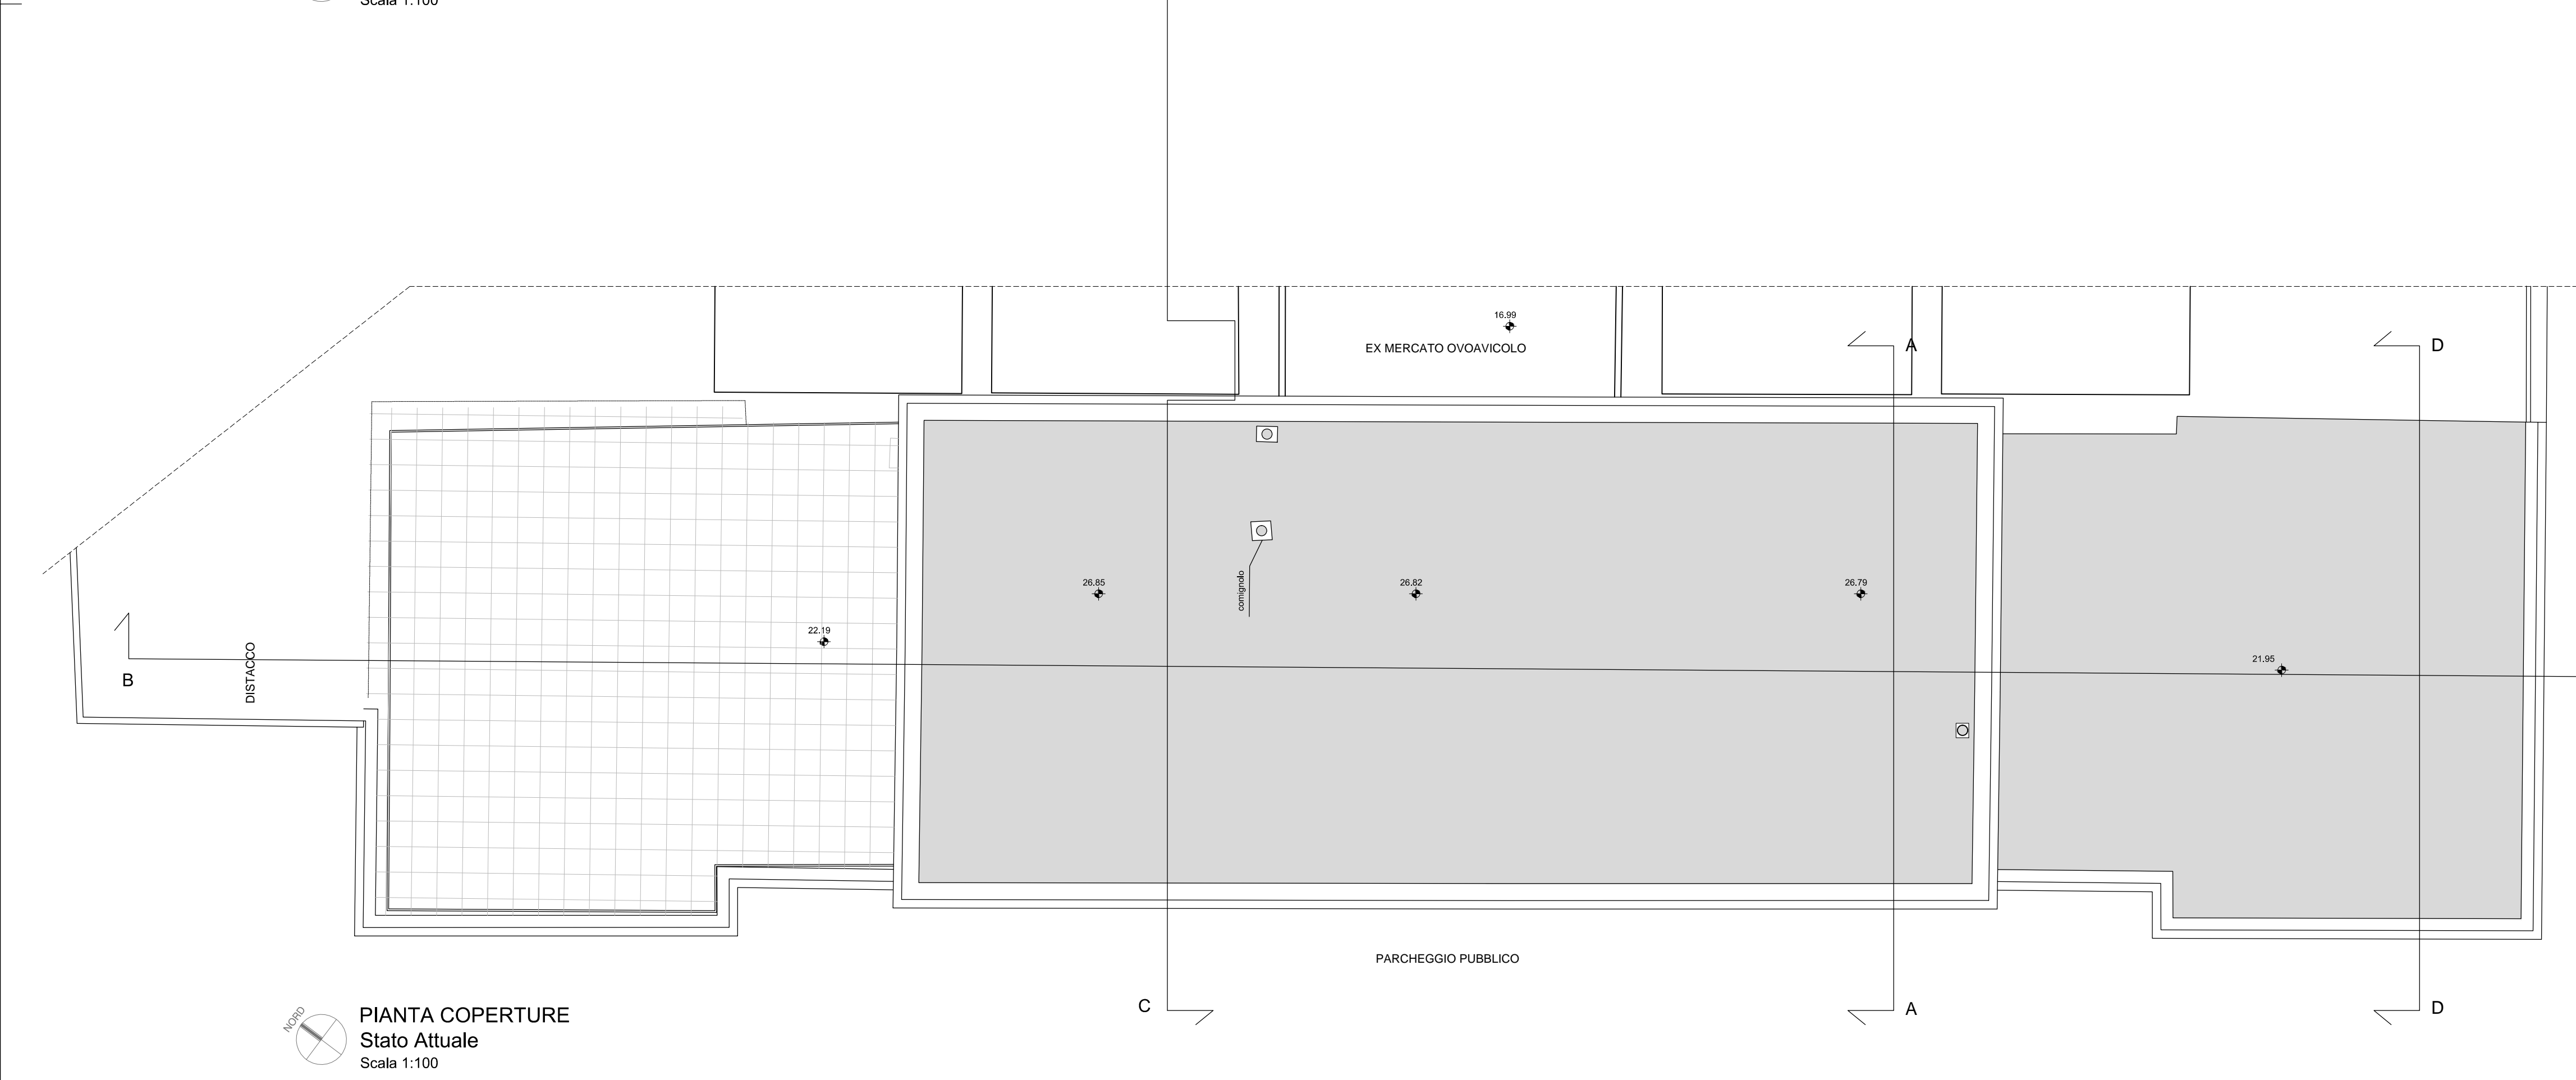 Scala 1:100
16.99
EX MERCATO OVOAVICOLO
A
D
26.85
26.82
26.79
comignolo
22.19
21.95
B
DISTACCO
PARCHEGGIO PUBBLICO
C
A
D
NORD
PIANTA COPERTURE
Stato Attuale
Scala 1:100